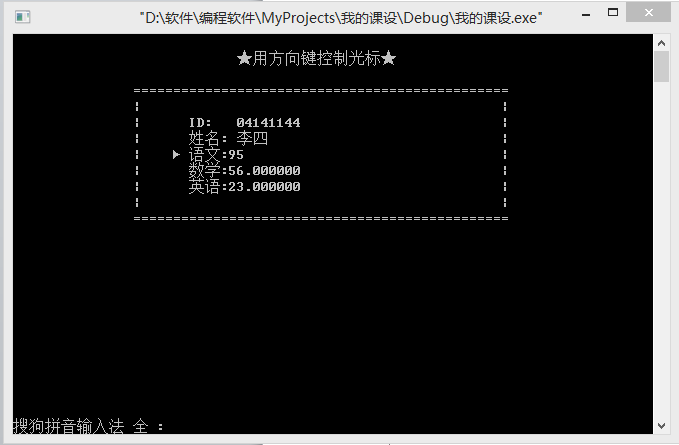 "D:\软件\编程软件\MyProjects\我的课设\Debug\我的课设.exe"
★用方向键控制光标★
ID: 04141144
姓名: 李四
语文:95
数学:56.000000
英语:23.000000
搜狗拼音输入法 全 :